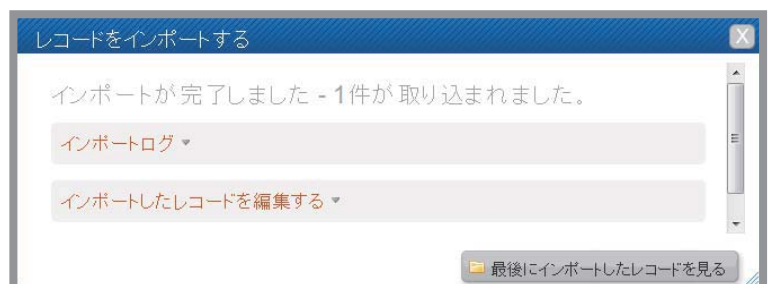 レコードをインポートする
X
インポートが完了しました - 1件が取り込まれました。
インポートログ
インポートしたレコードを編集する
最後にインポートしたレコードを見る